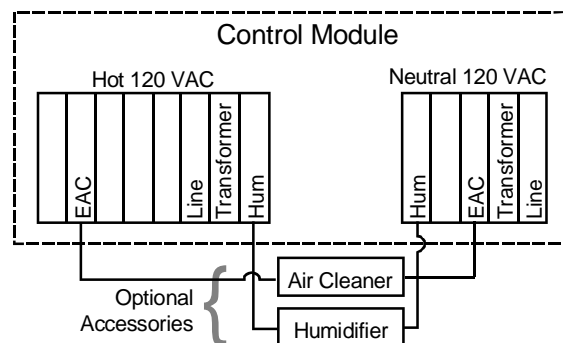 Control Module
Hot 120 VAC
Neutral 120 VAC
EAC
Line
Transformer
Hum
Hum
EAC
Transformer
Line
Air Cleaner
Optional
Accessories
Humidifier